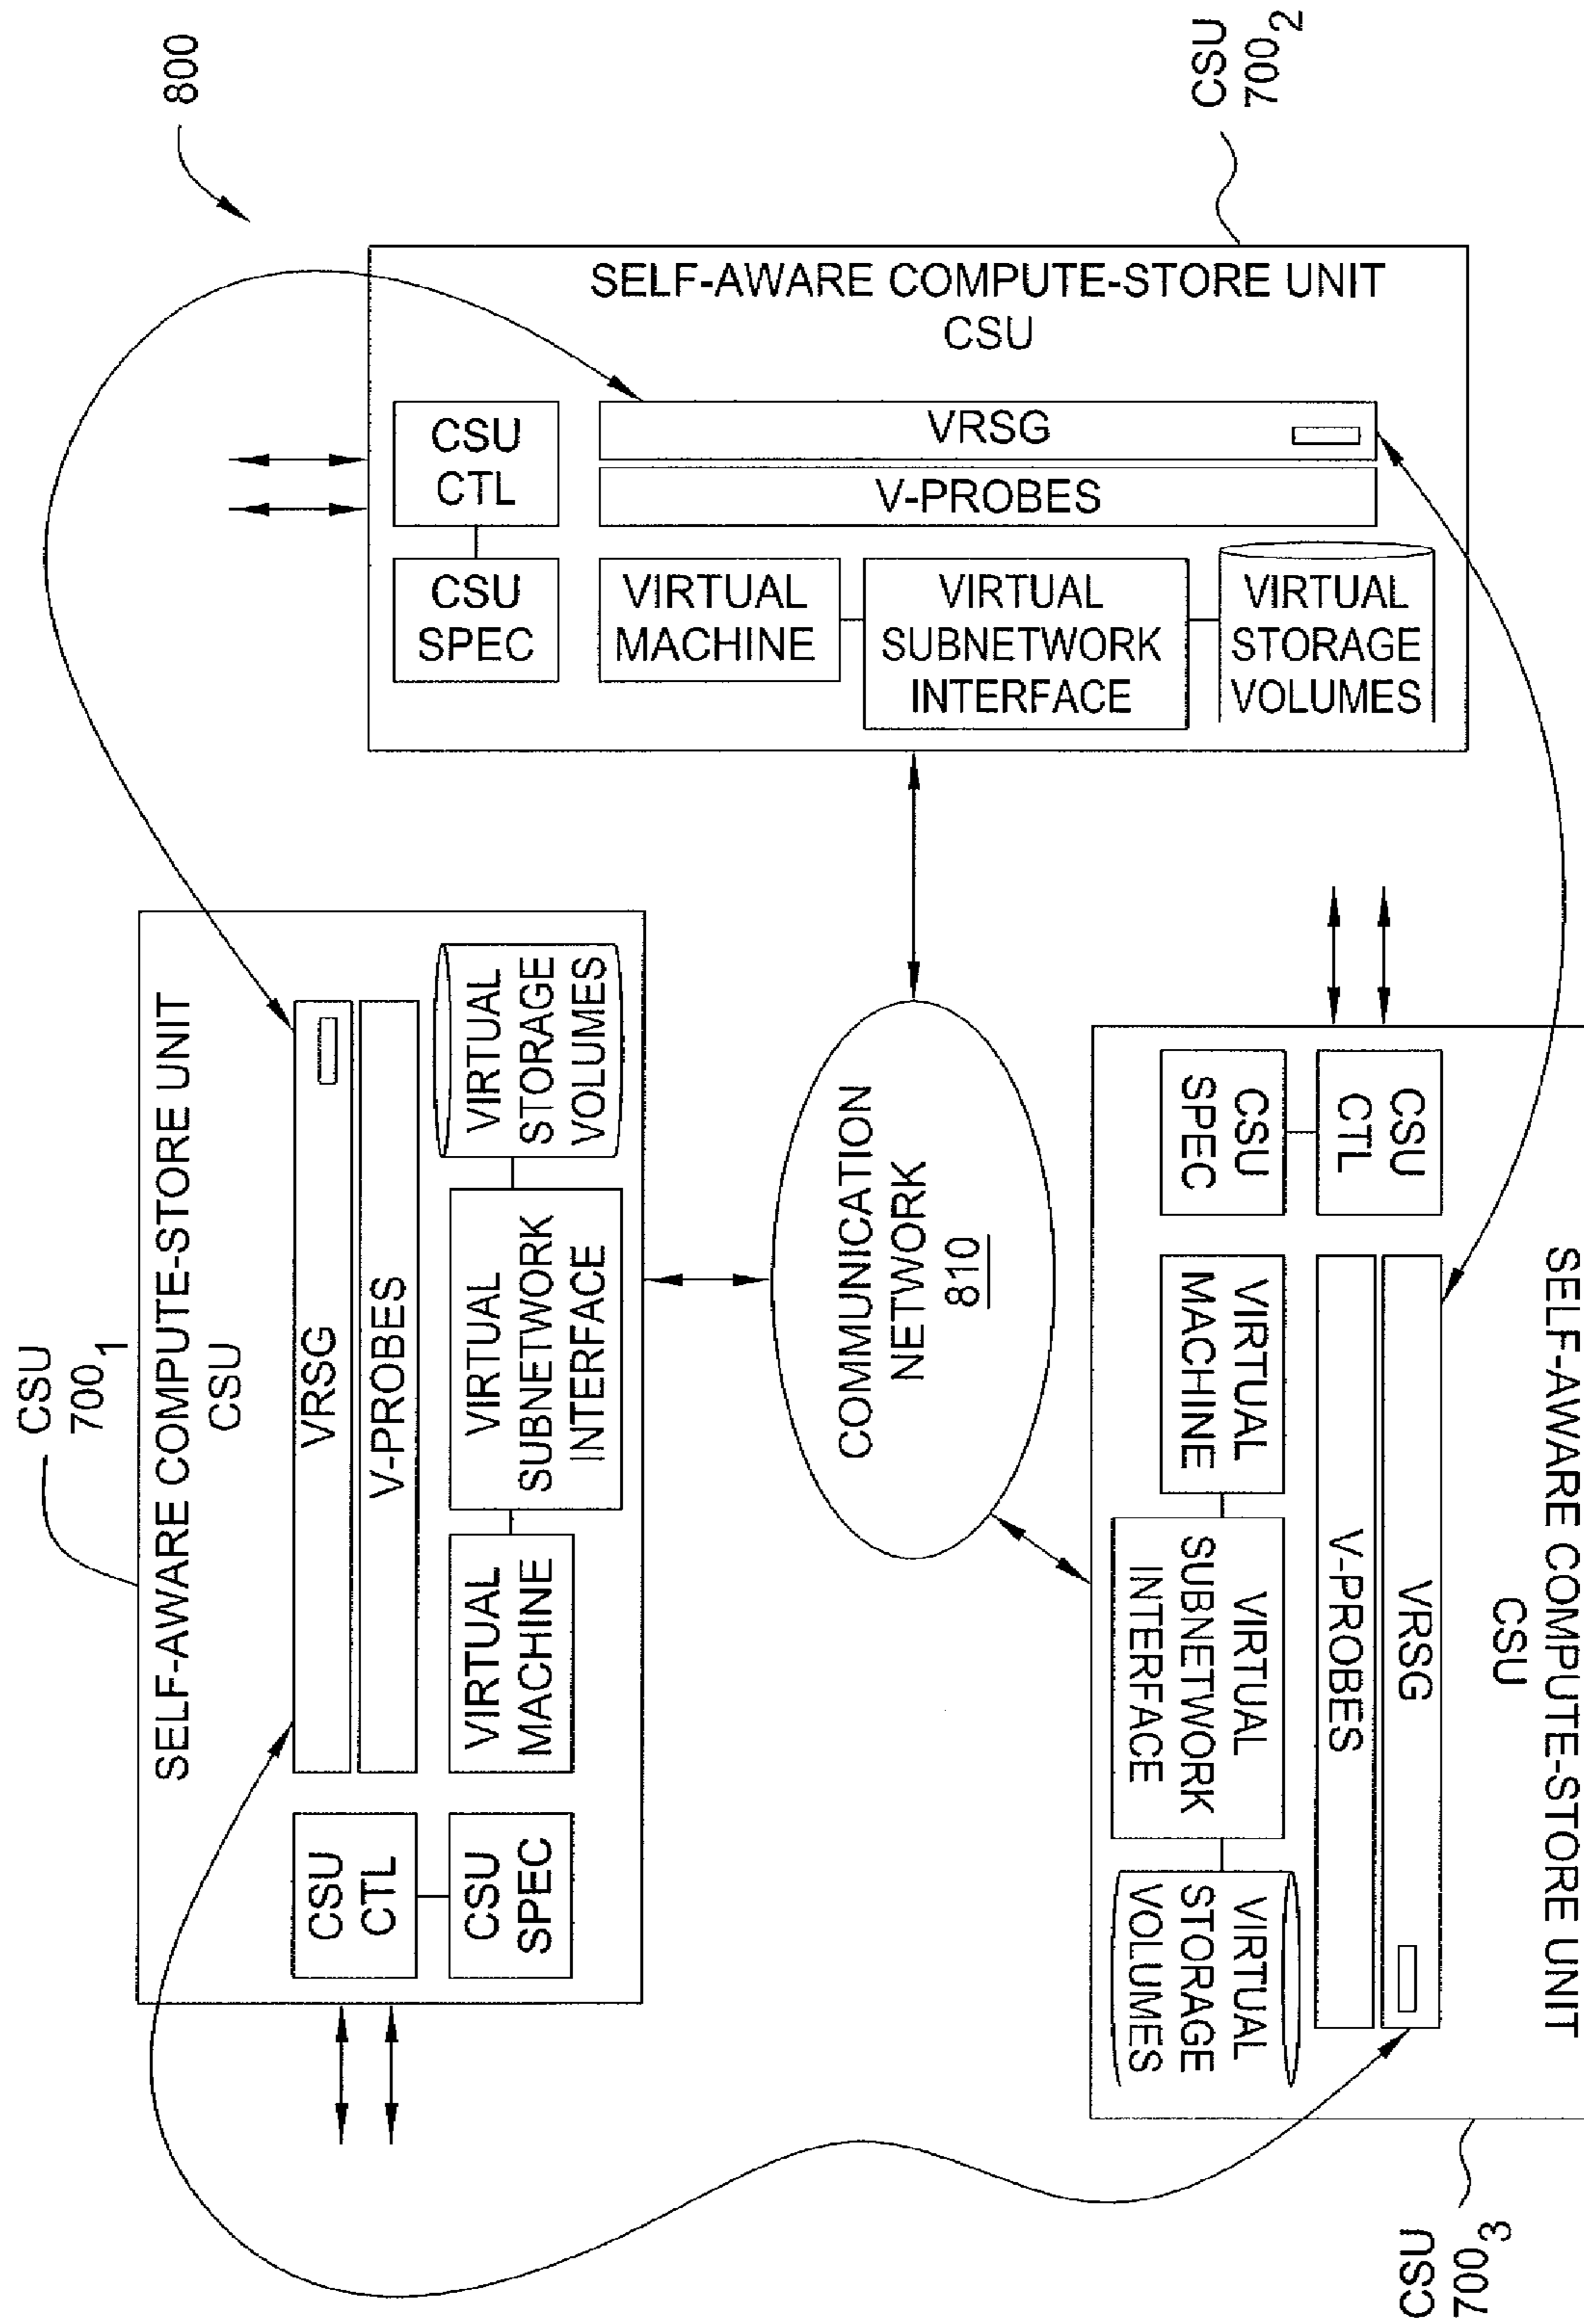 800
CSU
700₁
SELF-AWARE COMPUTE-STORE UNIT
CSU
VRSG
V-PROBES
CSU
CTL
CSU
SPEC
VIRTUAL
MACHINE
VIRTUAL
SUBNETWORK
INTERFACE
VIRTUAL
STORAGE
VOLUMES
CSU
700₂
SELF-AWARE COMPUTE-STORE UNIT
CSU
CSU
CTL
VRSG
V-PROBES
CSU
SPEC
VIRTUAL
MACHINE
VIRTUAL
SUBNETWORK
INTERFACE
VIRTUAL
STORAGE
VOLUMES
COMMUNICATION
NETWORK
810
CSU
700₃
SELF-AWARE COMPUTE-STORE UNIT
CSU
CSU
CTL
CSU
SPEC
VRSG
V-PROBES
VIRTUAL
MACHINE
VIRTUAL
SUBNETWORK
INTERFACE
VIRTUAL
STORAGE
VOLUMES